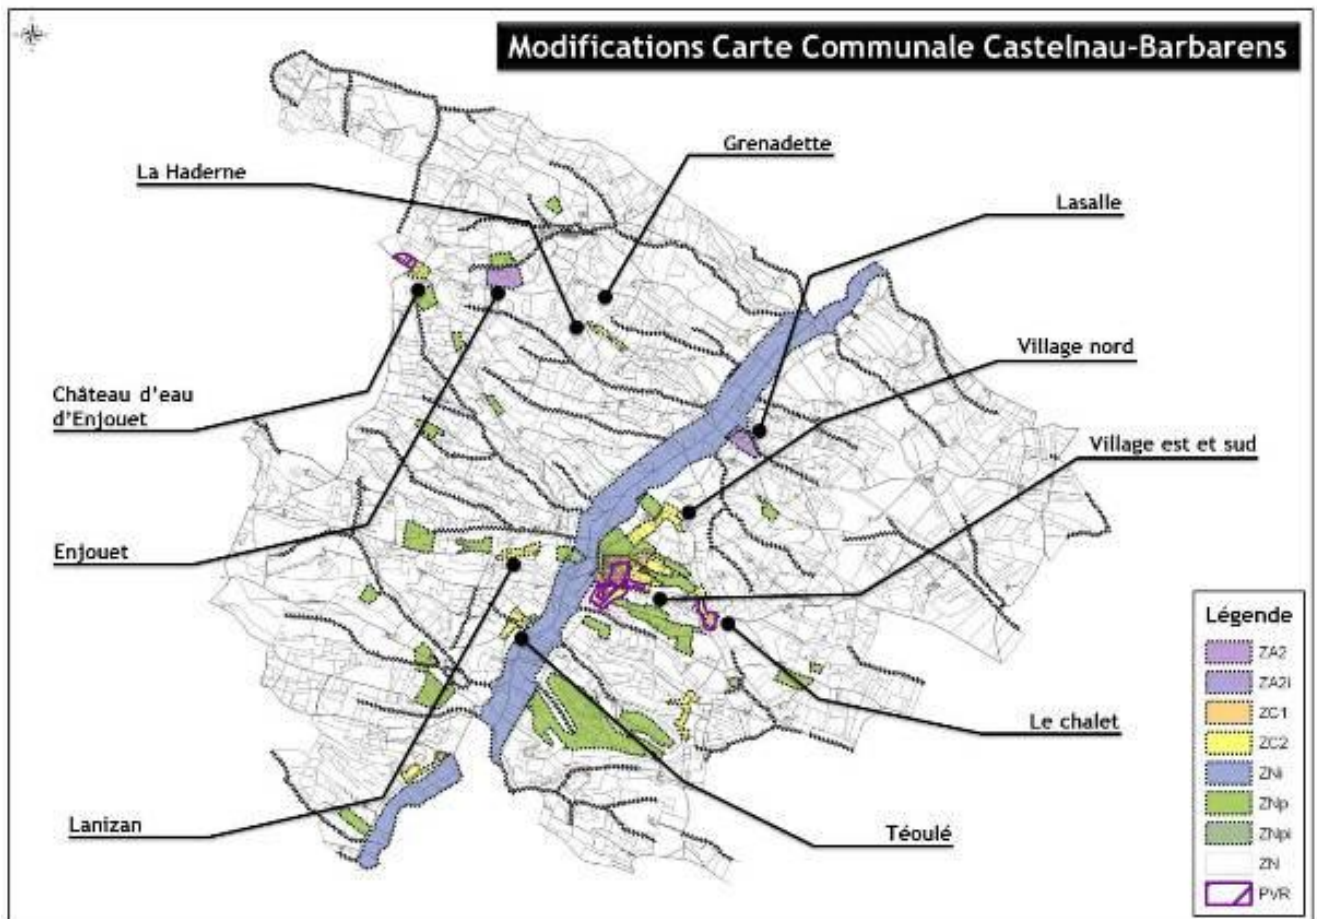 Modifications Carte Communale Castelnau-Barbarens
Grenadette
La Haderne
Lasalle
Village nord
Château d'eau
d'Enjouet
Village est et sud
Enjouet
Légende
ZA2
ZA2i
ZC1
ZC2
ZNi
ZNp
ZNpi
ZN
PVR
Le chalet
Lanizan
Téoulé